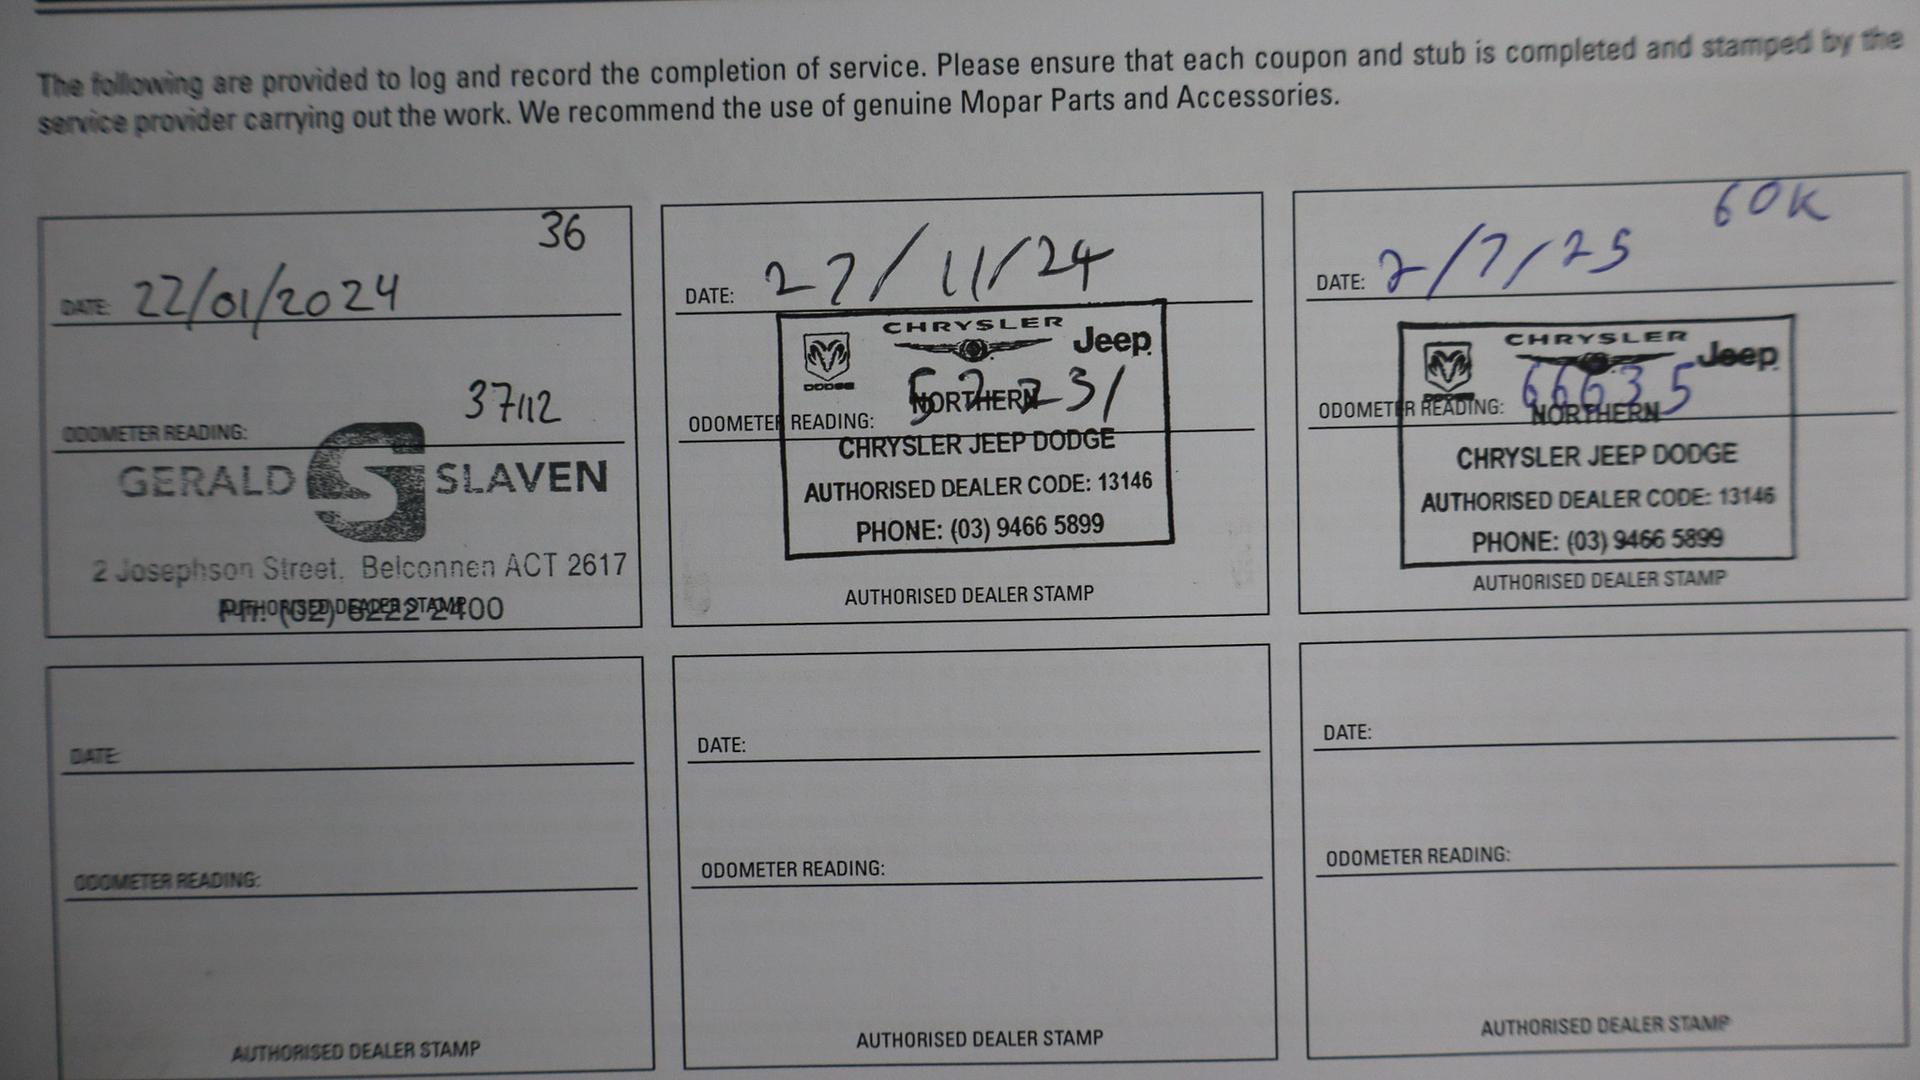 The following are provided to log and record the completion of service. Please ensure that each coupon and stub is completed and stamped by the
service provider carrying out the work. We recommend the use of genuine Mopar Parts and Accessories.
36
DATE: 22/01/2024
37112
ODOMETER READING:
GERALD SLAVEN
2 Josephson Street, Belconnen ACT 2617
AUTHORISED DEALER STAMP
PH: (02) 6222 2400
DATE: 27/11/24
CHRYSLER
Jeep
DODGE
ODOMETER READING: 231
NORTHERN
CHRYSLER JEEP DODGE
AUTHORISED DEALER CODE: 13146
PHONE: (03) 9466 5899
AUTHORISED DEALER STAMP
60K
DATE: 2/7/25
CHRYSLER
Jeep
ODOMETER READING: 66635
NORTHERN
CHRYSLER JEEP DODGE
AUTHORISED DEALER CODE: 13146
PHONE: (03) 9466 5899
AUTHORISED DEALER STAMP
DATE:
ODOMETER READING:
AUTHORISED DEALER STAMP
DATE:
ODOMETER READING:
AUTHORISED DEALER STAMP
DATE:
ODOMETER READING:
AUTHORISED DEALER STAMP